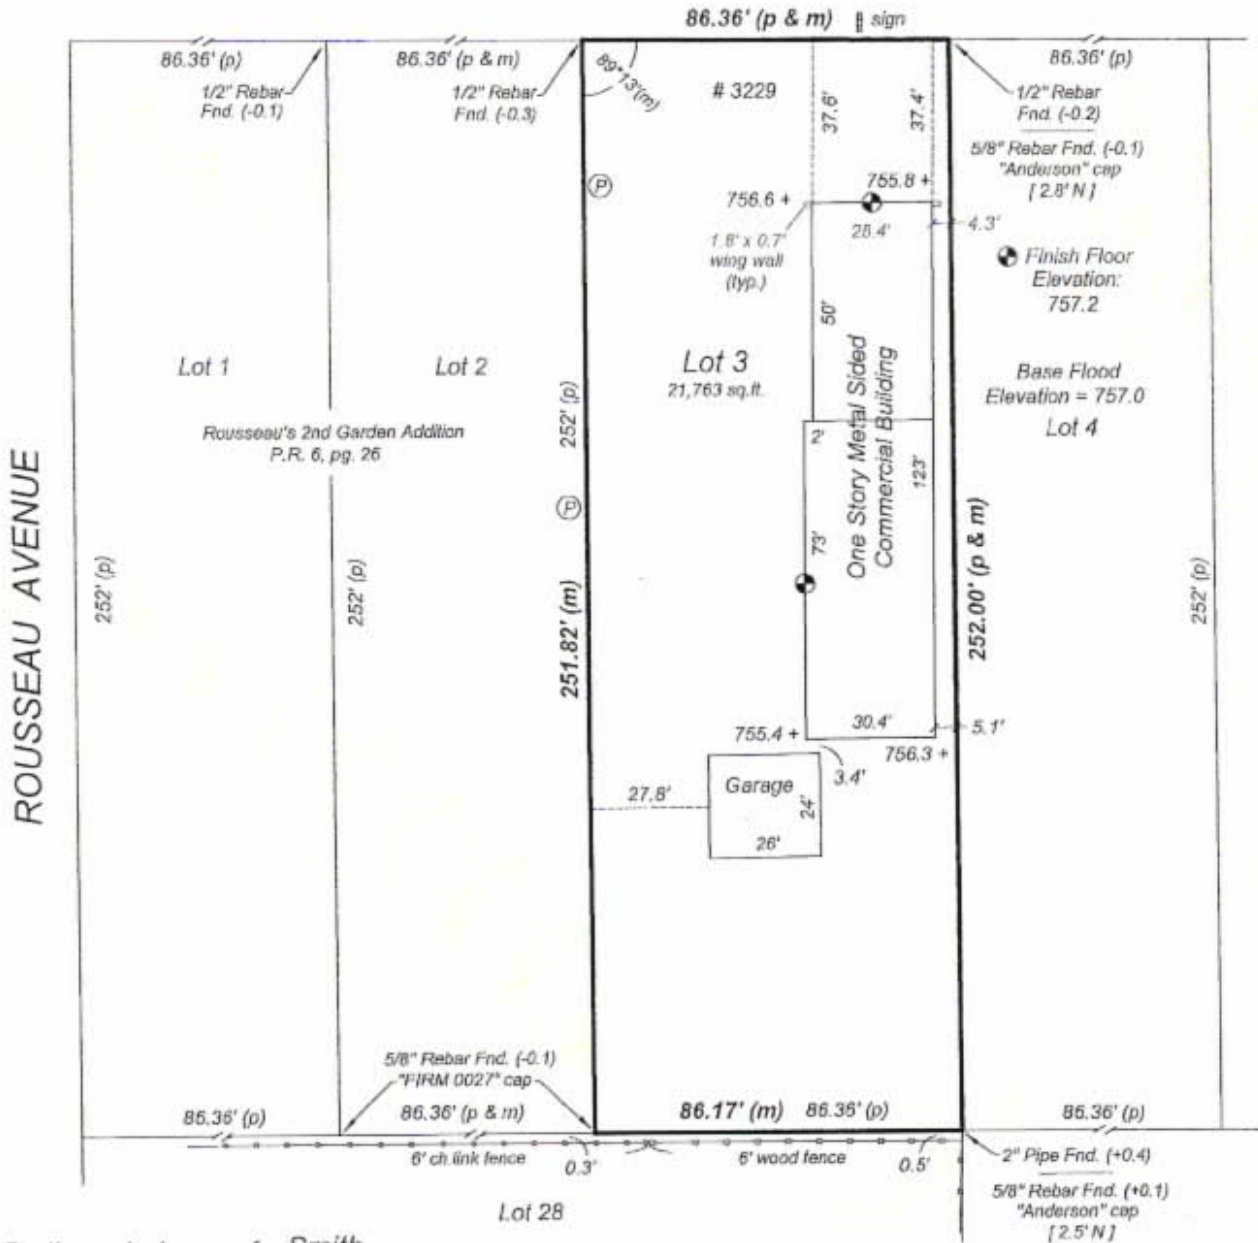 86.36' (p & m) sign
86.36' (p)
86.36' (p & m)
86.36' (p)
1/2" Rebar
Fnd. (-0.1)
1/2" Rebar
Fnd. (-0.3)
89°13'(m)
# 3229
37.6'
37.4'
1/2" Rebar
Fnd. (-0.2)
5/8" Rebar Fnd. (-0.1)
"Anderson" cap
[ 2.8' N ]
P
756.6 +
755.8 +
28.4'
4.3'
1.8' x 0.7'
wing wall
(typ.)
Finish Floor
Elevation:
757.2
50'
Lot 1
Lot 2
Lot 3
21,763 sq.ft.
One Story Metal Sided
Commercial Building
Base Flood
Elevation = 757.0
Lot 4
Rousseau's 2nd Garden Addition
P.R. 6, pg. 26
252' (p)
2'
123'
ROUSSEAU AVENUE
P
73'
252' (p)
252' (p)
251.82' (m)
252.00' (p & m)
252' (p)
30.4'
5.1'
755.4 +
756.3 +
3.4'
Garage
27.8'
24'
26'
5/8" Rebar Fnd. (-0.1)
"FIRM 0027" cap
86.36' (p)
86.36' (p & m)
86.17' (m) 86.36' (p)
86.36' (p)
6' ch.link fence
0.3'
6' wood fence
0.5'
2" Pipe Fnd. (+0.4)
5/8" Rebar Fnd. (+0.1)
"Anderson" cap
[ 2.5' N ]
Lot 28
Smith